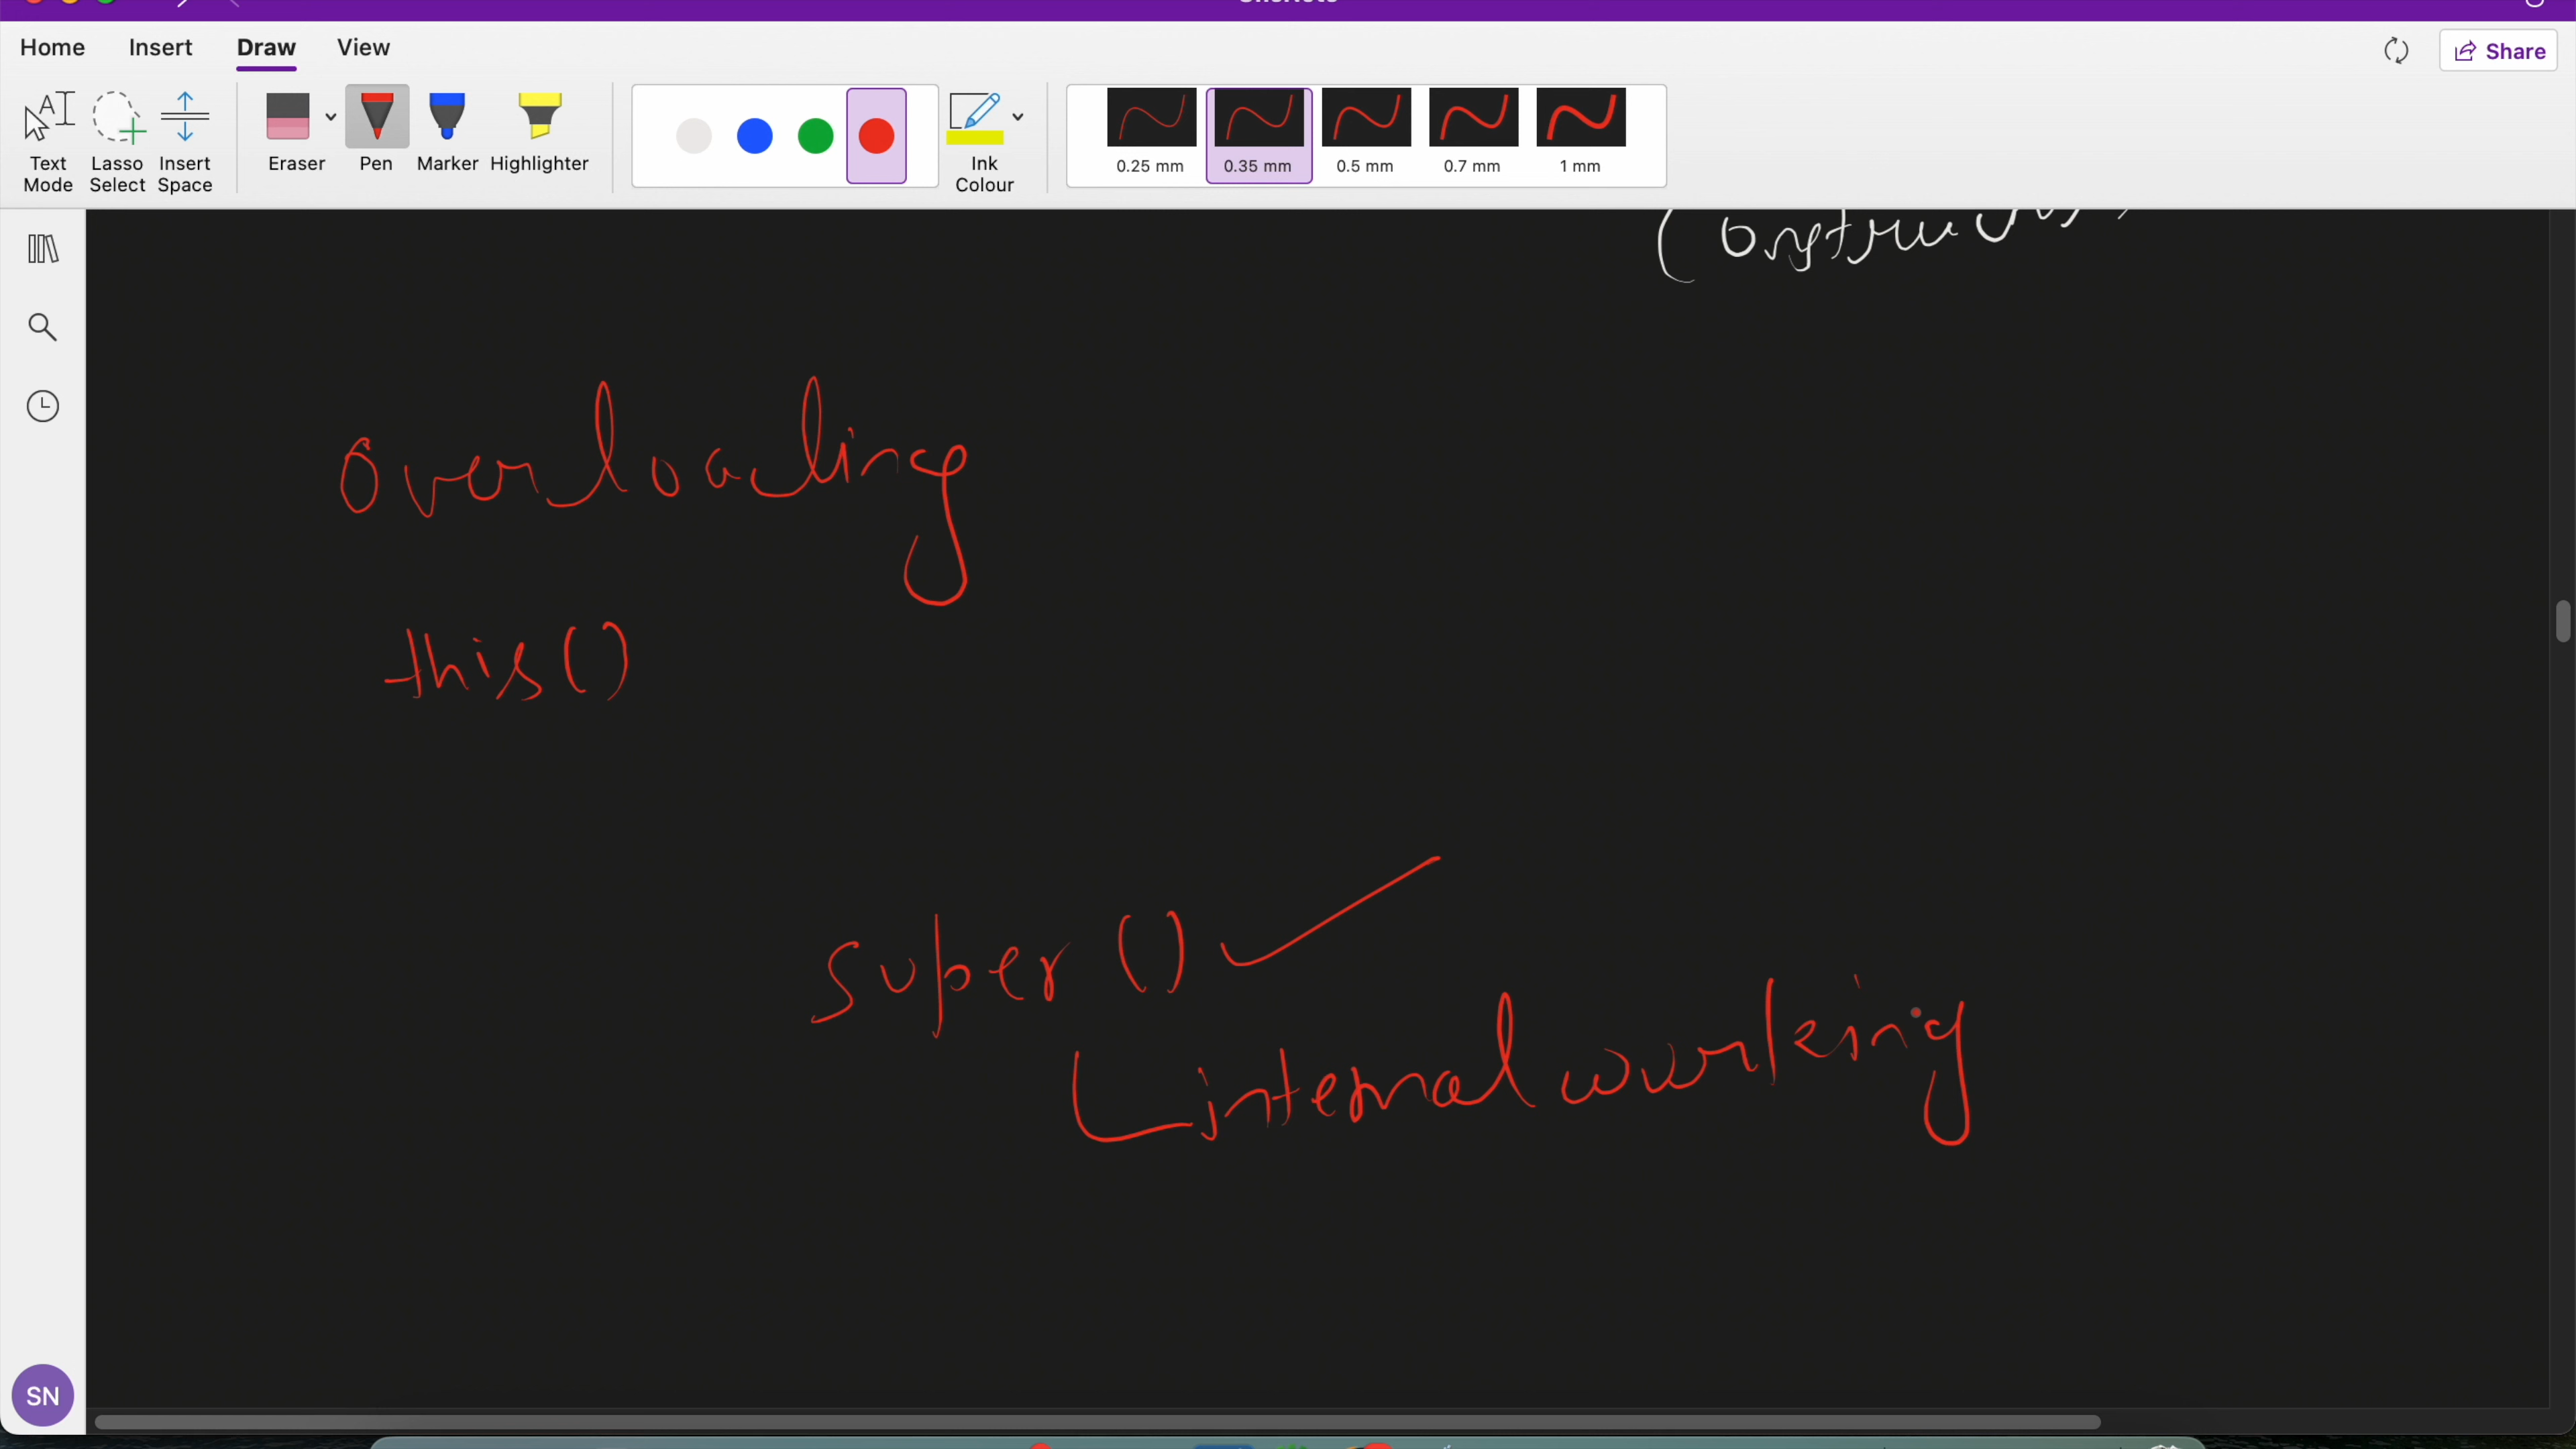 Home Insert Draw View
Share
Text Mode Lasso Select Insert Space Eraser Pen Marker Highlighter Ink Colour 0.25 mm 0.35 mm 0.5 mm 0.7 mm 1 mm
Overloading
this()
Super ()
internal working
SN